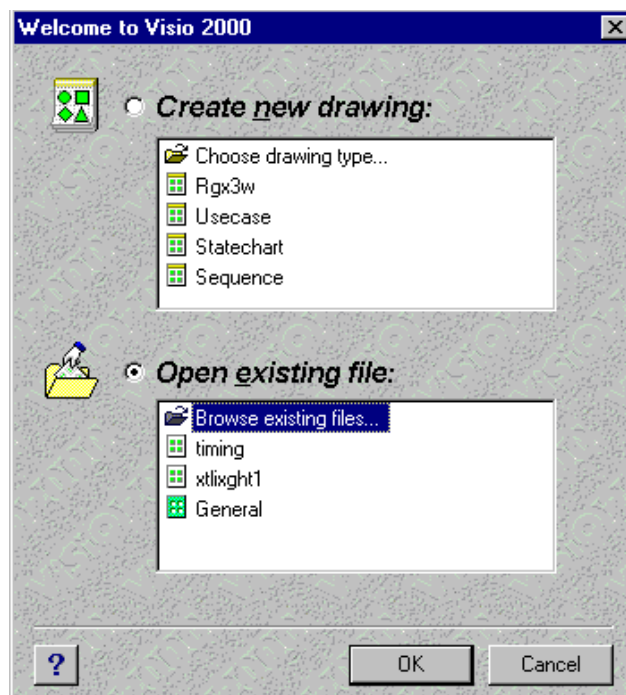 Welcome to Visio 2000
Create new drawing:
Choose drawing type...
Rgx3w
Usecase
Statechart
Sequence
Open existing file:
Browse existing files...
timing
xtlixght1
General
?
OK
Cancel